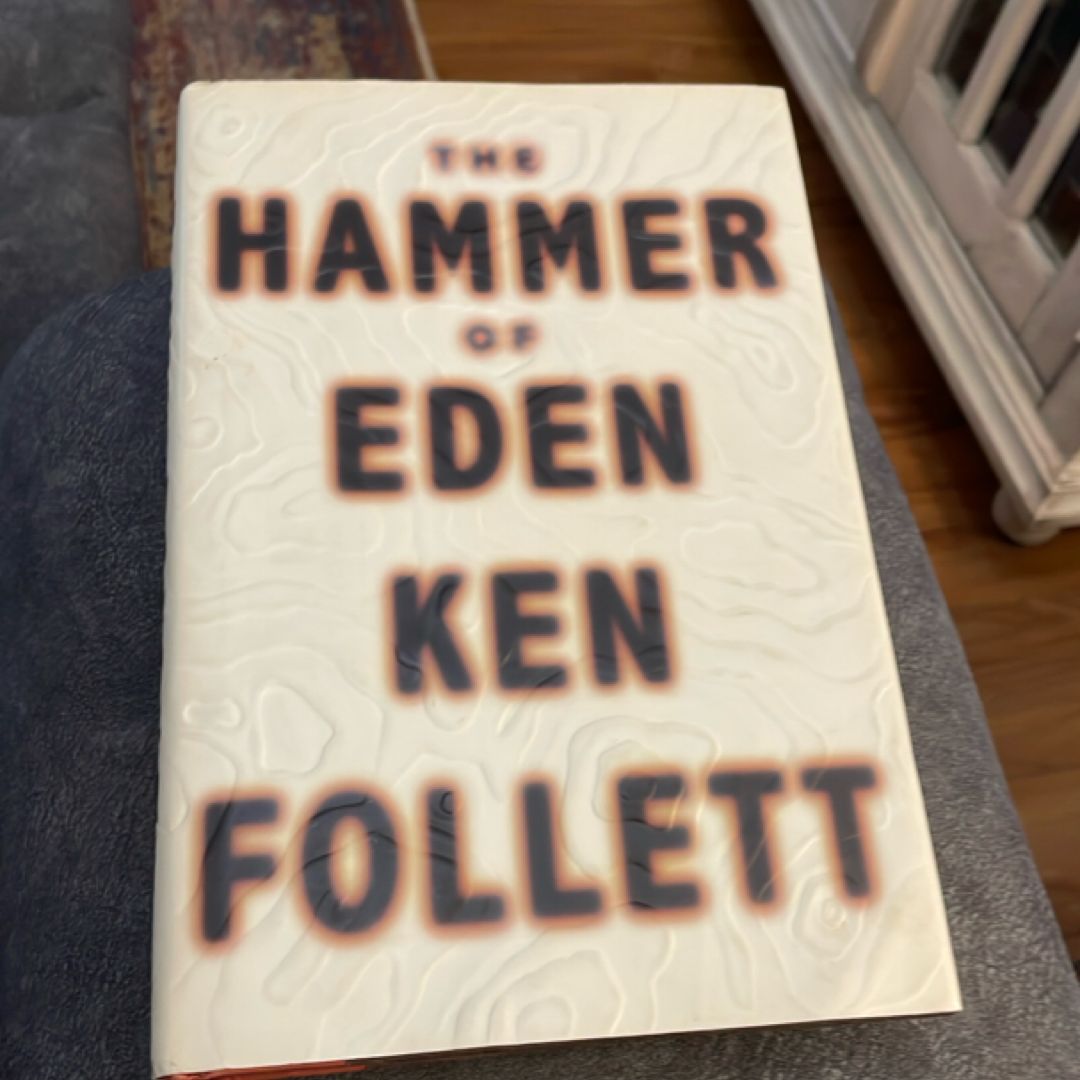 THE
HAMMER
OF
EDEN
KEN
FOLLETT